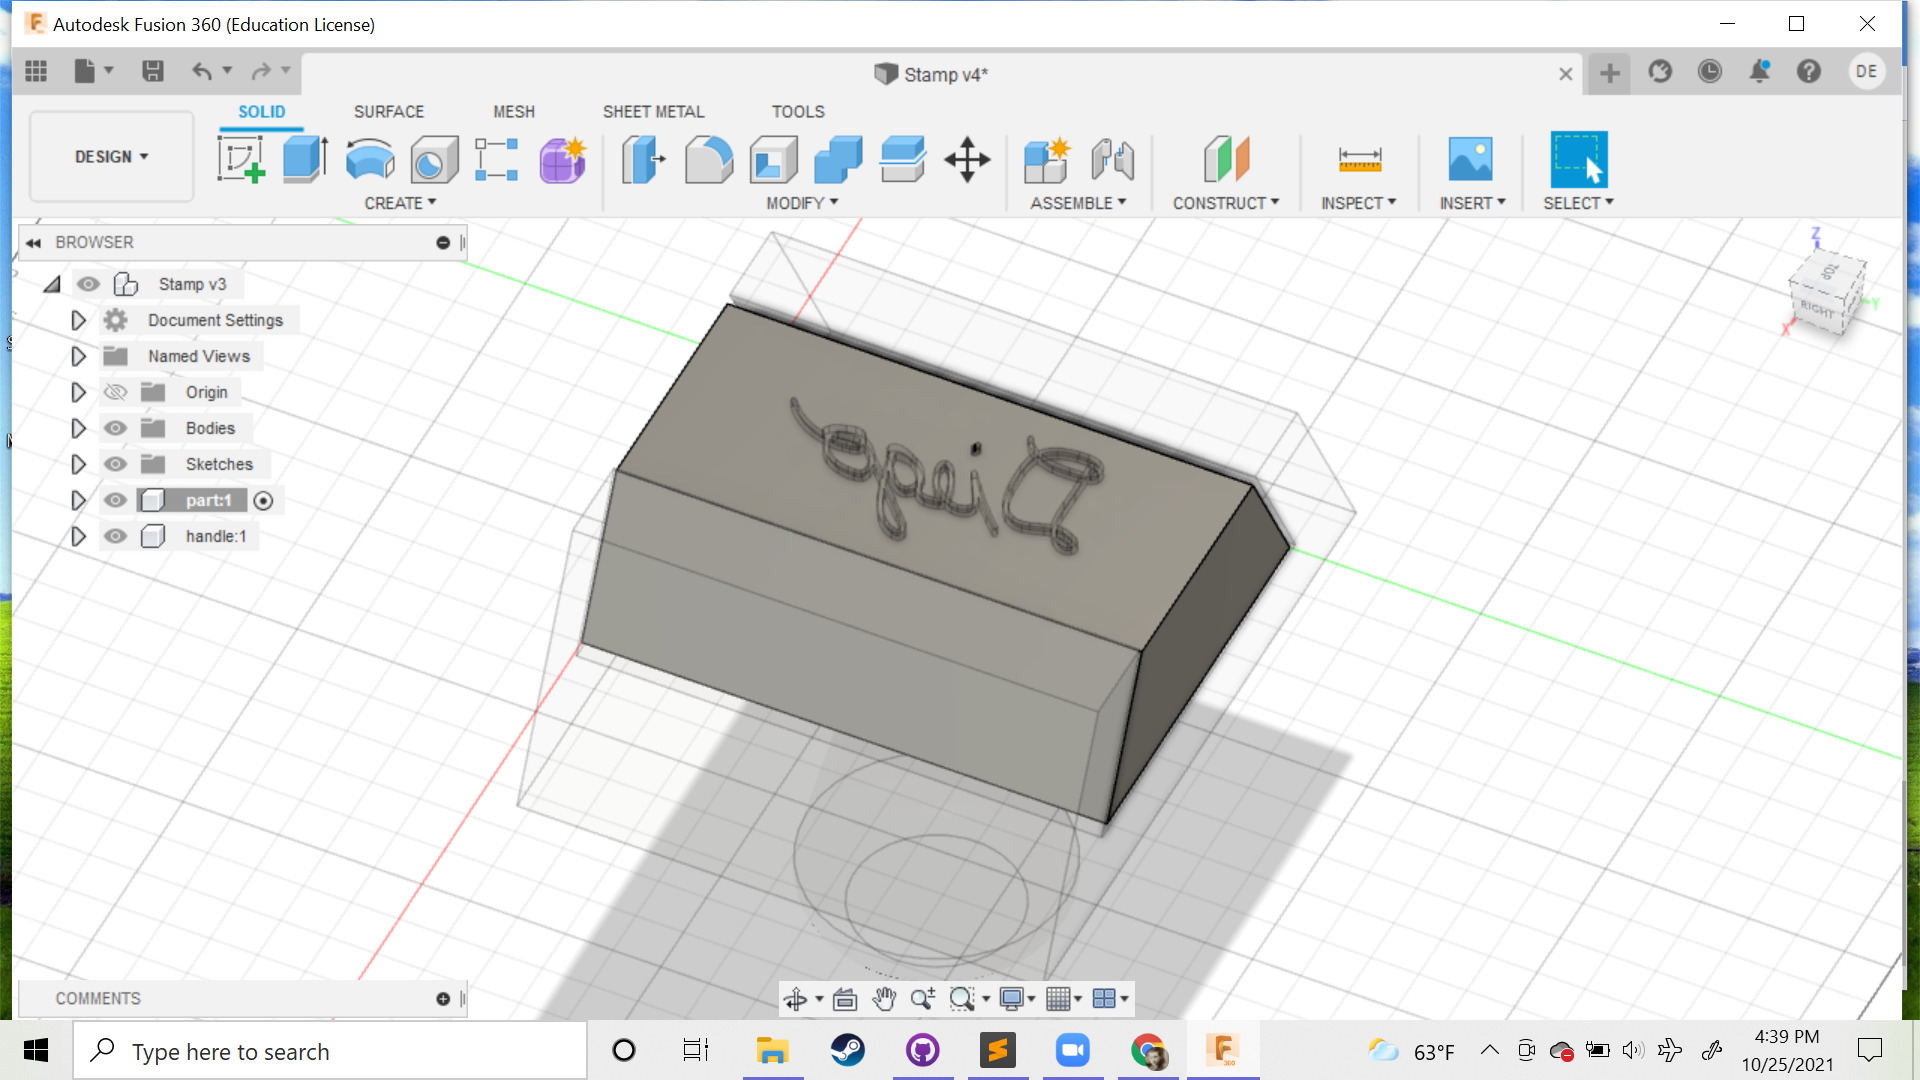 Autodesk Fusion 360 (Education License)
Stamp v4*
DE
SOLID SURFACE MESH SHEET METAL TOOLS
DESIGN
CREATE MODIFY ASSEMBLE CONSTRUCT INSPECT INSERT SELECT
BROWSER
Stamp v3
Document Settings
Named Views
Origin
Bodies
Sketches
part:1
handle:1
Z
TOP
RIGHT
Y
X
Diego
COMMENTS
Type here to search
63°F
4:39 PM
10/25/2021